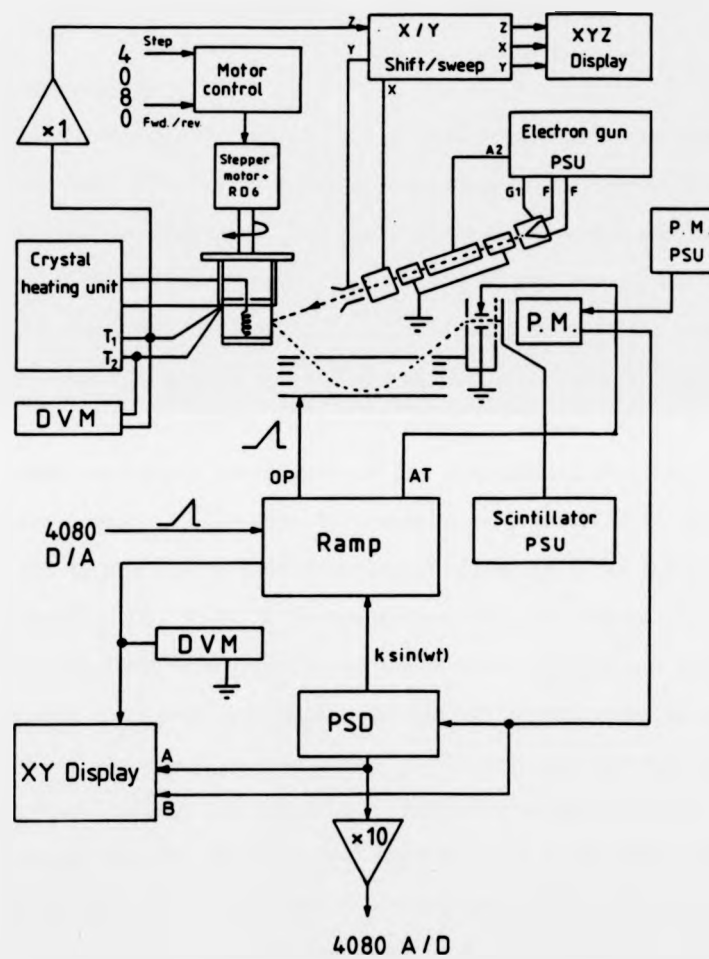 Z
X / Y
Shift/sweep
Y
X
Z
X
Y
XYZ
Display
4
0
8
0
Step
Fwd./rev.
Motor
control
×1
Stepper
motor+
RD6
Electron gun
PSU
A2
G1
F
F
P.M
PSU
Crystal
heating unit
T1
T2
P.M.
DVM
OP
AT
4080
D/A
Ramp
Scintillator
PSU
DVM
k sin(wt)
PSD
XY Display
A
B
×10
4080 A/D